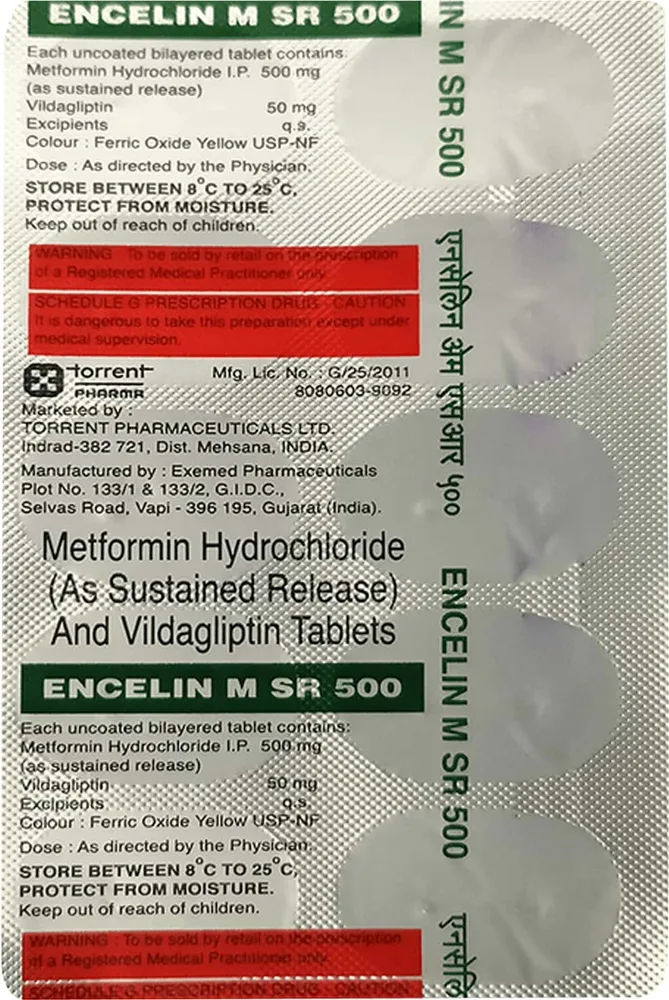 ENCELIN M SR 500
Each uncoated bilayered tablet contains:
Metformin Hydrochloride I.P. 500 mg
(as sustained release)
Vildagliptin 50 mg
Excipients q.s.
Colour : Ferric Oxide Yellow USP-NF
Dose : As directed by the Physician.
STORE BETWEEN 8°C TO 25°C,
PROTECT FROM MOISTURE.
Keep out of reach of children.
WARNING : To be sold by retail on the prescription
of a Registered Medical Practitioner only.
SCHEDULE G PRESCRIPTION DRUG - CAUTION
It is dangerous to take this preparation except under
medical supervision.
torrent
PHARMA
Mfg. Lic. No. : G/25/2011
8080603-9092
Marketed by :
TORRENT PHARMACEUTICALS LTD.
Indrad-382 721, Dist. Mehsana, INDIA.
Manufactured by : Exemed Pharmaceuticals
Plot No. 133/1 & 133/2, G.I.D.C.,
Selvas Road, Vapi - 396 195, Gujarat (India).
Metformin Hydrochloride
(As Sustained Release)
And Vildagliptin Tablets
ENCELIN M SR 500
Each uncoated bilayered tablet contains:
Metformin Hydrochloride I.P. 500 mg
(as sustained release)
Vildagliptin 50 mg
Excipients q.s.
Colour : Ferric Oxide Yellow USP-NF
Dose : As directed by the Physician.
STORE BETWEEN 8°C TO 25°C,
PROTECT FROM MOISTURE.
Keep out of reach of children.
WARNING : To be sold by retail on the prescription
of a Registered Medical Practitioner only.
SCHEDULE G PRESCRIPTION DRUG - CAUTION
IN M SR 500
एनसेलिन अेम एसआर ५००
ENCELIN M SR 500
एनसेलि